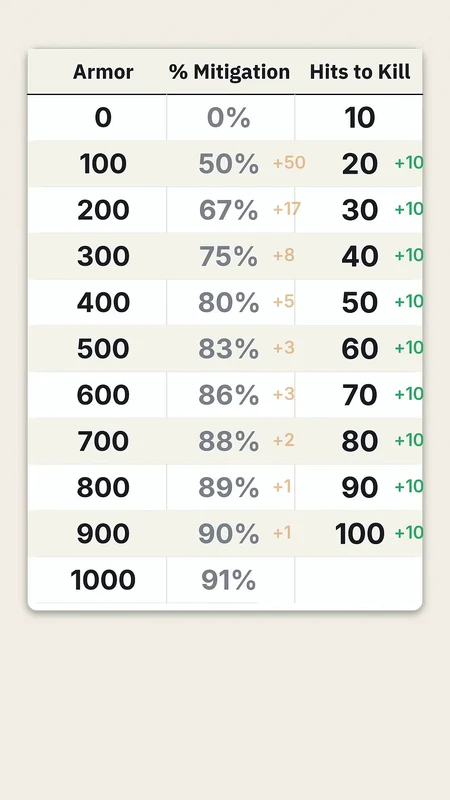 Armor % Mitigation Hits to Kill
0 0% 10
100 50% +50 20 +10
200 67% +17 30 +10
300 75% +8 40 +10
400 80% +5 50 +10
500 83% +3 60 +10
600 86% +3 70 +10
700 88% +2 80 +10
800 89% +1 90 +10
900 90% +1 100 +10
1000 91%